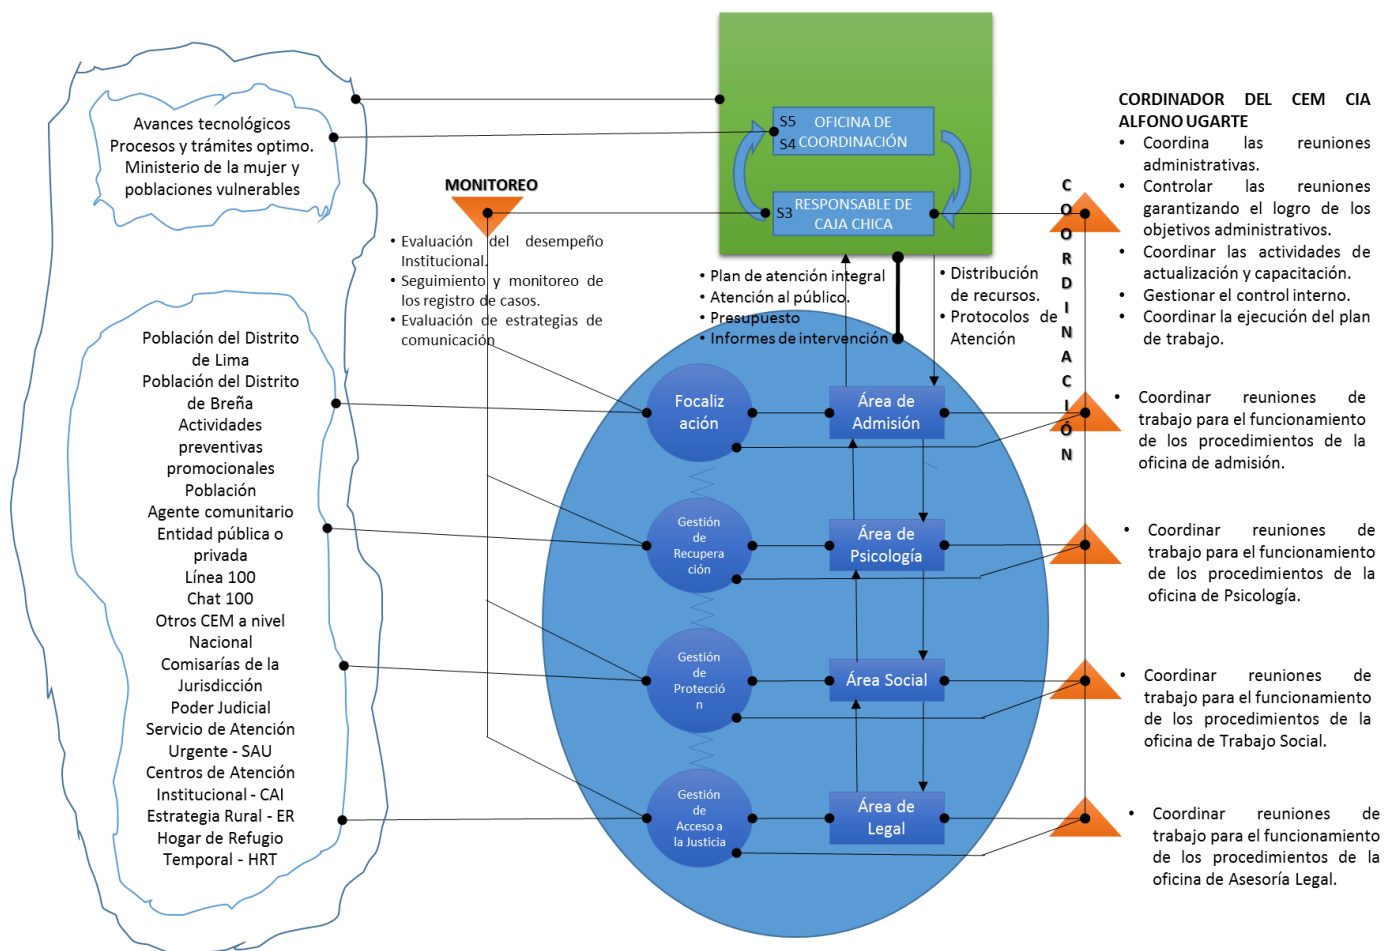 Avances tecnológicos
Procesos y trámites optimo.
Ministerio de la mujer y
poblaciones vulnerables
Población del Distrito
de Lima
Población del Distrito
de Breña
Actividades
preventivas
promocionales
Población
Agente comunitario
Entidad pública o
privada
Línea 100
Chat 100
Otros CEM a nivel
Nacional
Comisarías de la
Jurisdicción
Poder Judicial
Servicio de Atención
Urgente - SAU
Centros de Atención
Institucional - CAI
Estrategia Rural - ER
Hogar de Refugio
Temporal - HRT
MONITOREO
• Evaluación del desempeño
Institucional.
• Seguimiento y monitoreo de
los registro de casos.
• Evaluación de estrategias de
comunicación
S5
S4
OFICINA DE
COORDINACIÓN
S3
RESPONSABLE DE
CAJA CHICA
• Plan de atención integral
• Atención al público.
• Presupuesto
• Informes de intervención
• Distribución
de recursos.
• Protocolos de
Atención
Focaliz
ación
Área de
Admisión
Gestión
de
Recupera
ción
Área de
Psicología
Gestión
de
Protecció
n
Área Social
Gestión
de
Acceso a
la Justicia
Área de
Legal
C
O
O
R
D
I
N
A
C
I
Ó
N
CORDINADOR DEL CEM CIA
ALFONO UGARTE
• Coordina las reuniones
administrativas.
• Controlar las reuniones
garantizando el logro de los
objetivos administrativos.
• Coordinar las actividades de
actualización y capacitación.
• Gestionar el control interno.
• Coordinar la ejecución del plan
de trabajo.
• Coordinar reuniones de
trabajo para el funcionamiento
de los procedimientos de la
oficina de admisión.
• Coordinar reuniones de
trabajo para el funcionamiento
de los procedimientos de la
oficina de Psicología.
• Coordinar reuniones de
trabajo para el funcionamiento
de los procedimientos de la
oficina de Trabajo Social.
• Coordinar reuniones de
trabajo para el funcionamiento
de los procedimientos de la
oficina de Asesoría Legal.